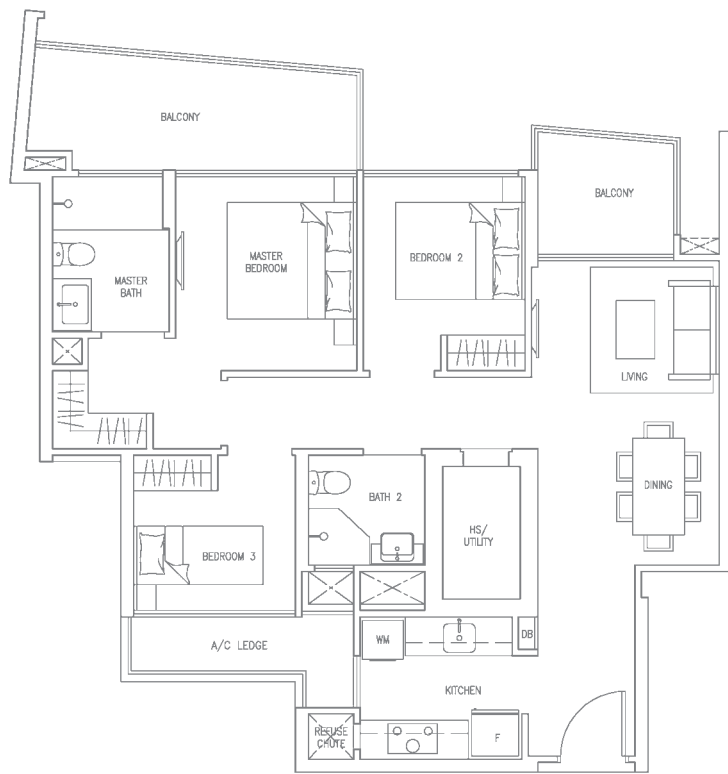 BALCONY
BALCONY
MASTER
BEDROOM
BEDROOM 2
MASTER
BATH
LIVING
DINING
BATH 2
HS/
UTILITY
BEDROOM 3
A/C LEDGE
WM
DB
KITCHEN
REFUSE
CHUTE
F